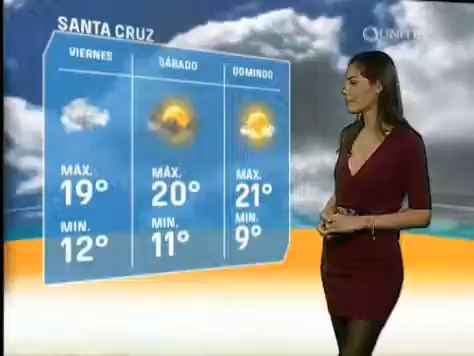 SANTA CRUZ
VIERNES
SÁBADO
DOMINGO
MÁX.
19°
MÁX.
20°
MÁX.
21°
MIN.
12°
MIN.
11°
MIN.
9°